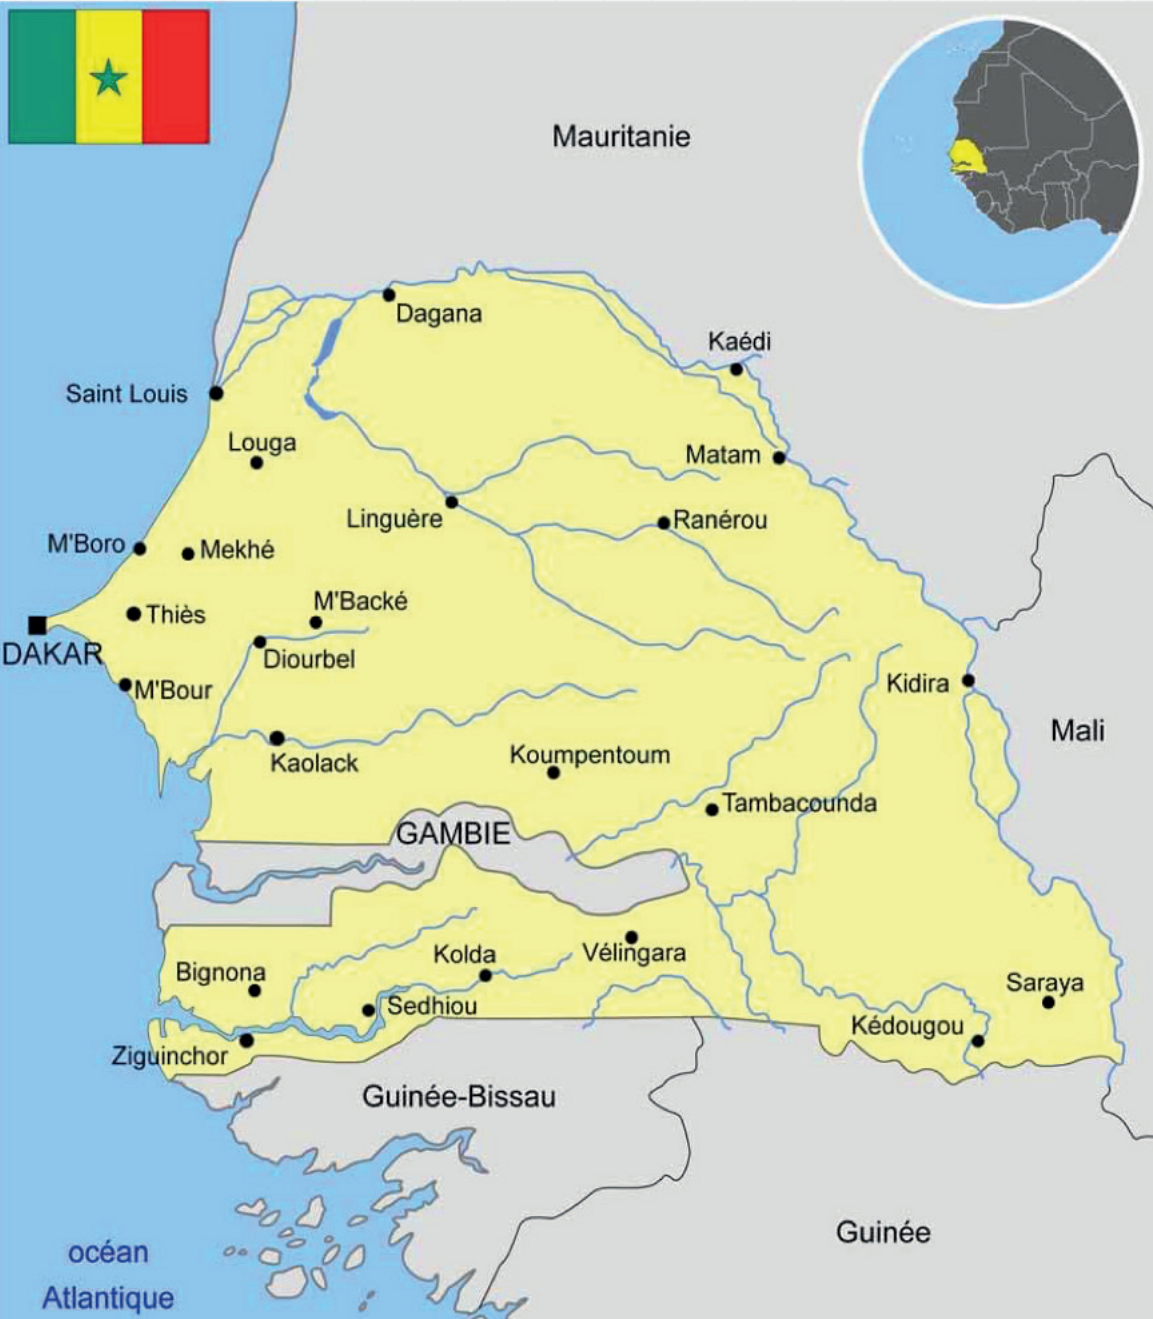 Mauritanie
Dagana
Kaédi
Saint Louis
Louga
Matam
Linguère
Ranérou
M'Boro
Mekhé
M'Backé
Thiès
DAKAR
Diourbel
Kidira
M'Bour
Mali
Kaolack
Koumpentoum
Tambacounda
GAMBIE
Kolda
Vélingara
Bignona
Saraya
Sedhiou
Kédougou
Ziguinchor
Guinée-Bissau
Guinée
océan
Atlantique